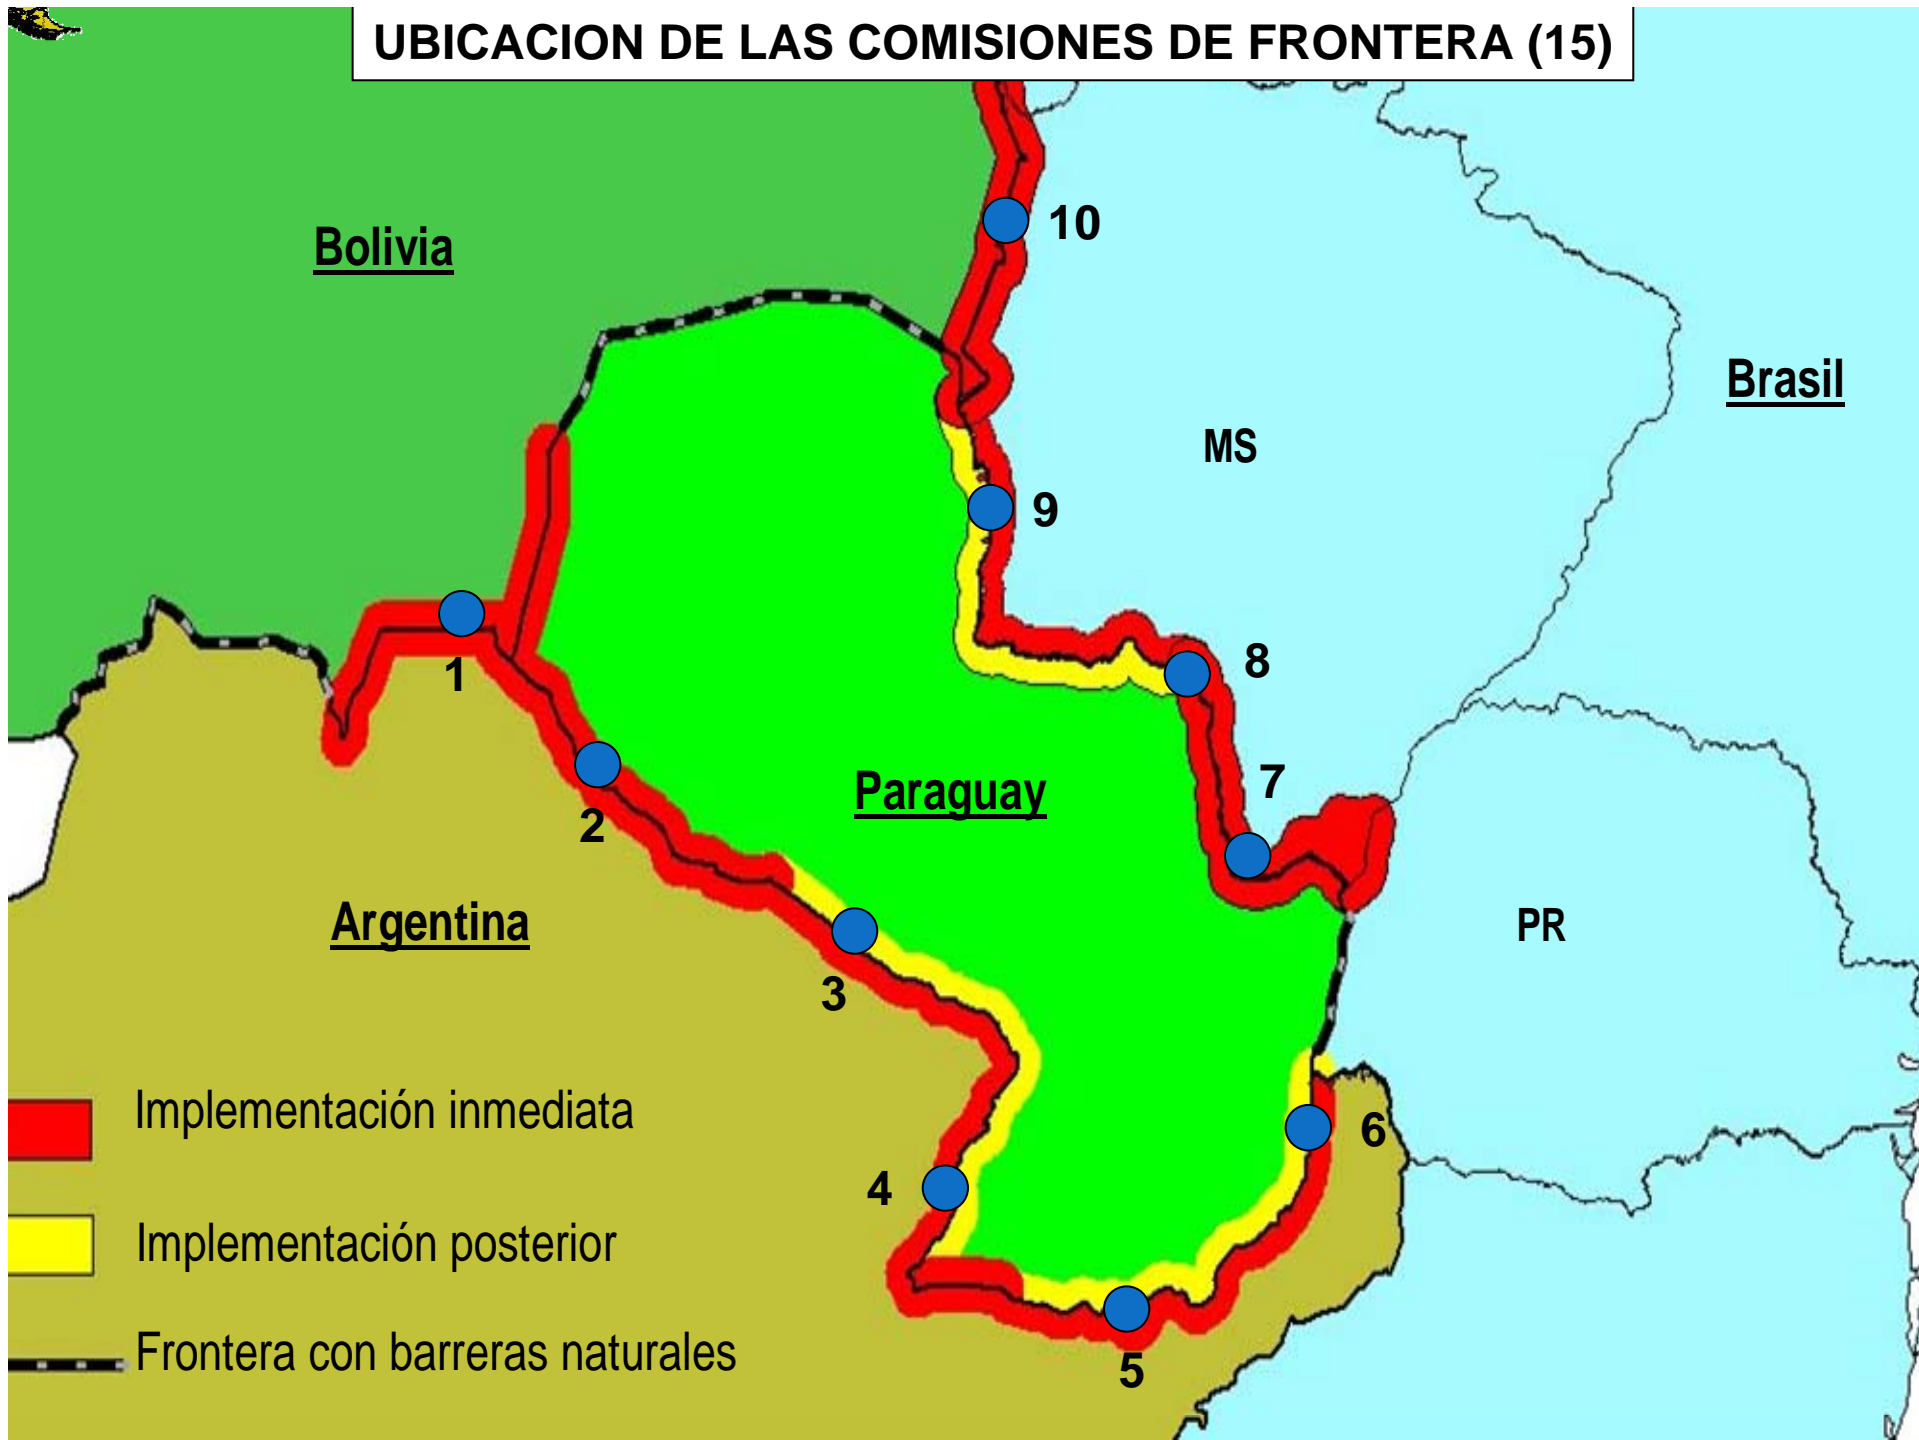 UBICACION DE LAS COMISIONES DE FRONTERA (15)
10
Bolivia
Brasil
MS
9
8
1
7
Paraguay
2
Argentina
PR
3
Implementación inmediata
6
4
Implementación posterior
Frontera con barreras naturales
5